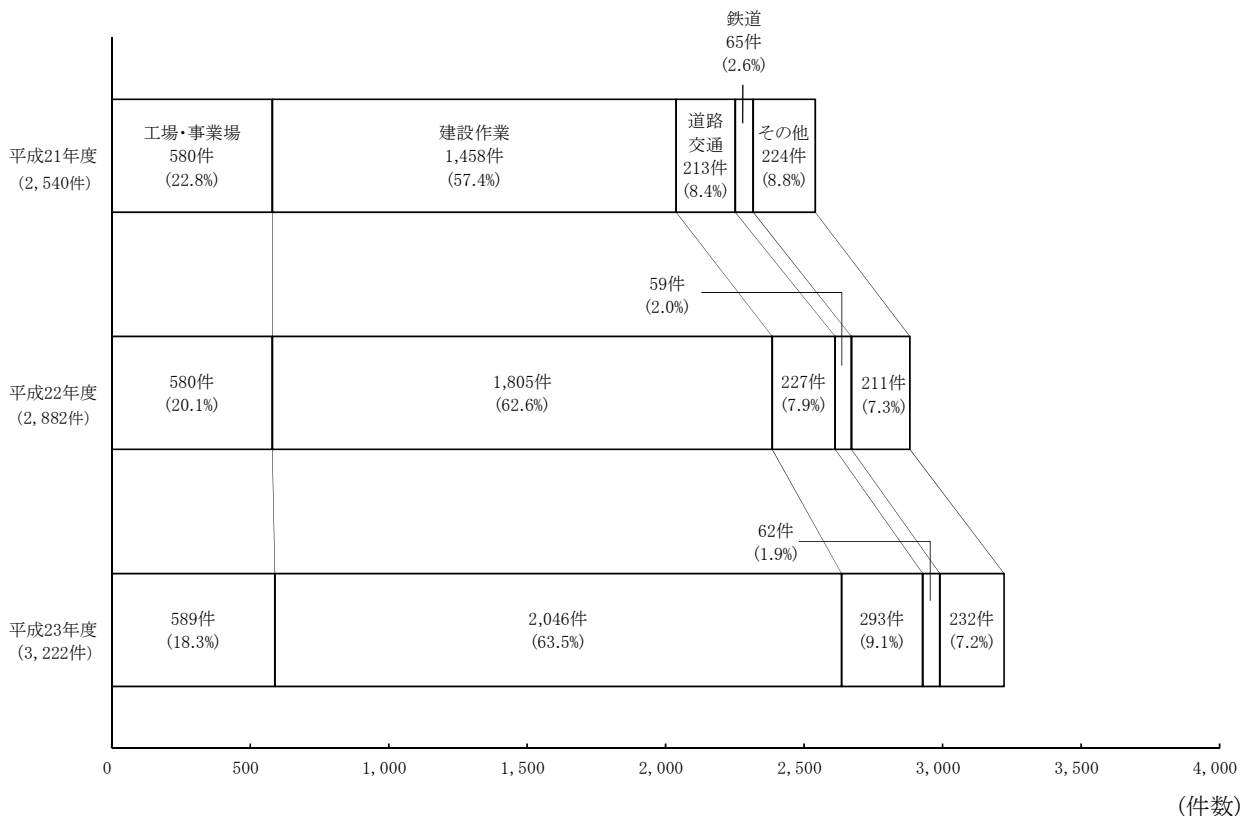 鉄道
65件
(2.6%)
平成21年度
(2,540件)
工場・事業場
580件
(22.8%)
建設作業
1,458件
(57.4%)
道路
交通
213件
(8.4%)
その他
224件
(8.8%)
59件
(2.0%)
平成22年度
(2,882件)
580件
(20.1%)
1,805件
(62.6%)
227件
(7.9%)
211件
(7.3%)
62件
(1.9%)
平成23年度
(3,222件)
589件
(18.3%)
2,046件
(63.5%)
293件
(9.1%)
232件
(7.2%)
0 500 1,000 1,500 2,000 2,500 3,000 3,500 4,000
(件数)